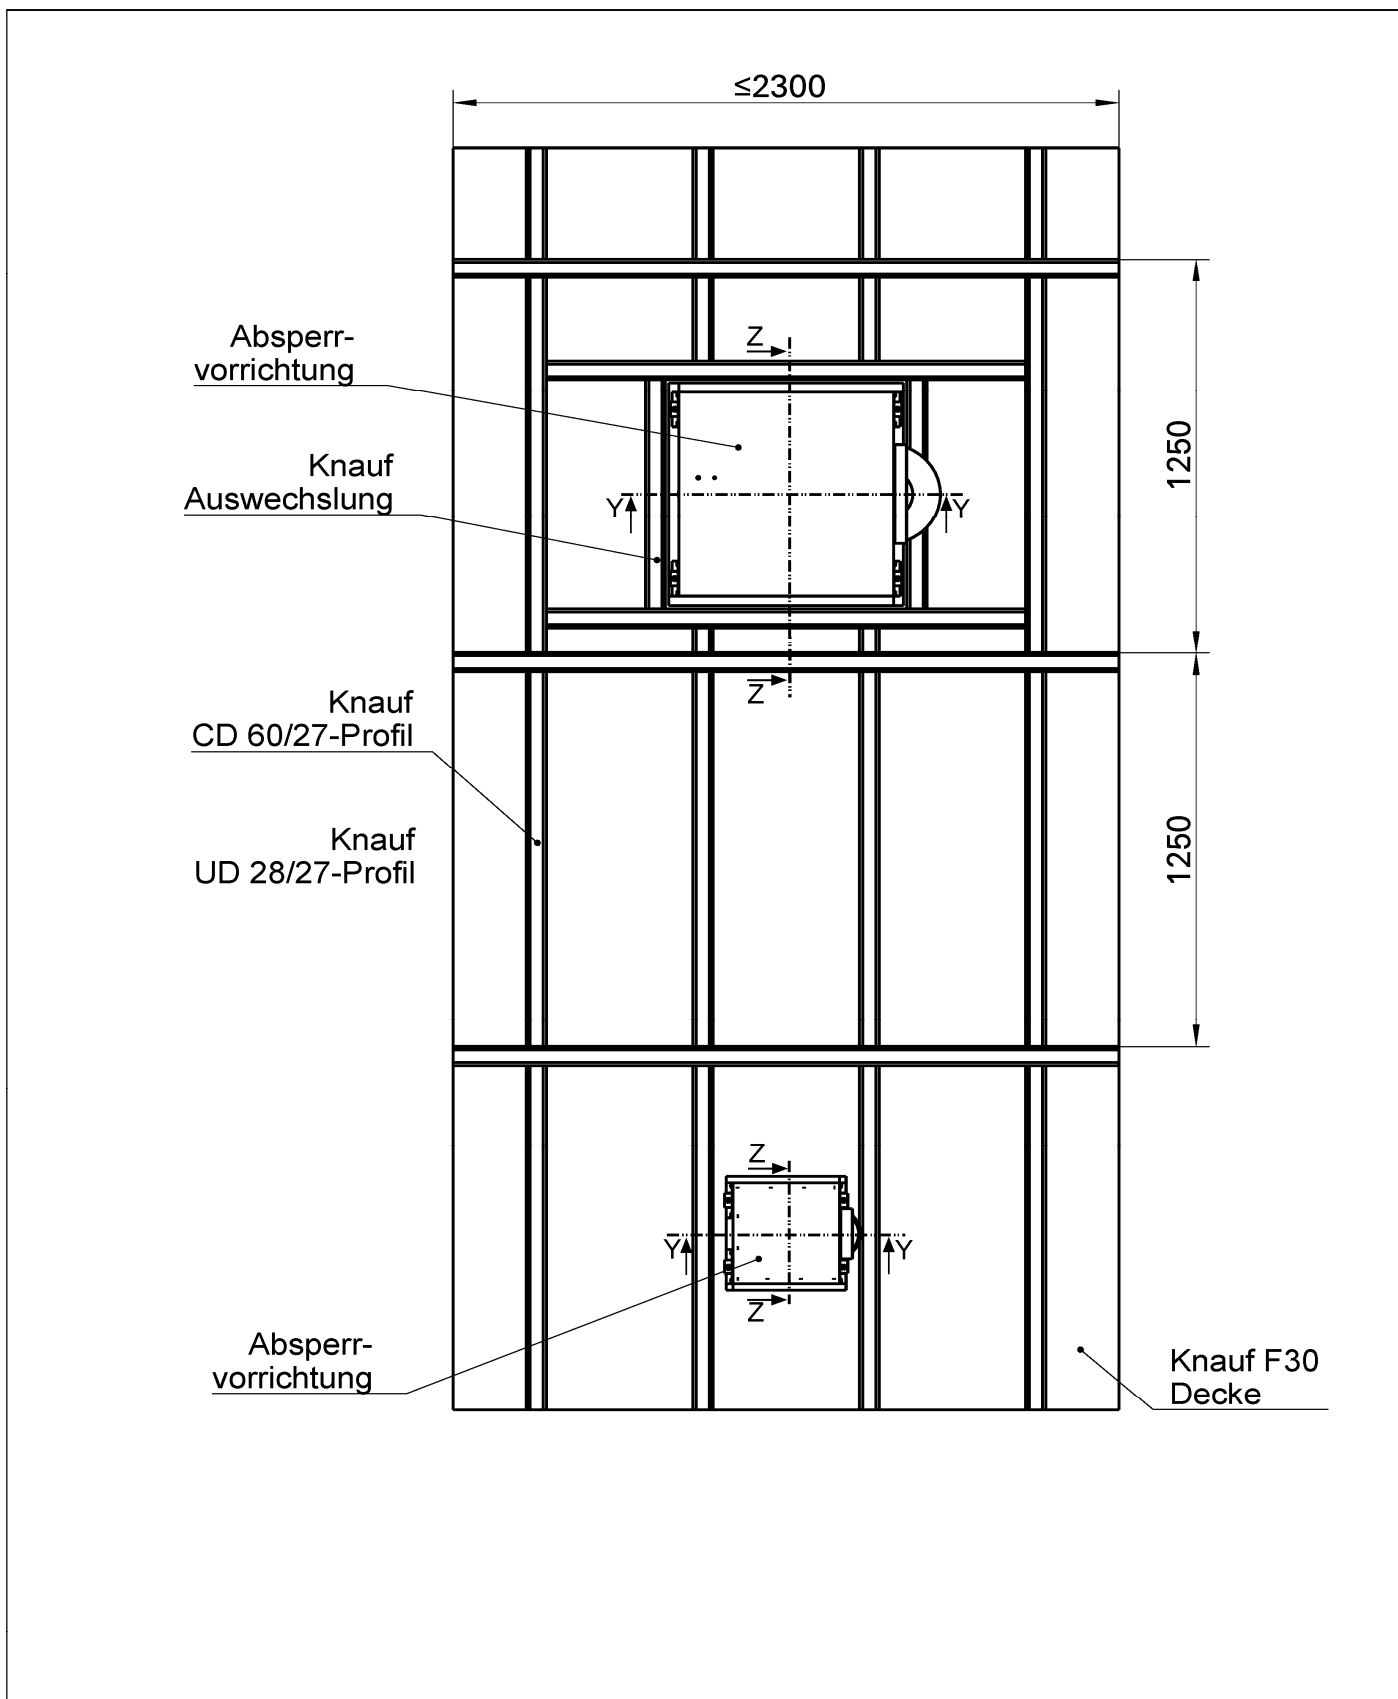 ≤2300
Z
Absperr-
vorrichtung
1250
Knauf
Auswechslung
Y
Y
Z
Knauf
CD 60/27-Profil
Knauf
UD 28/27-Profil
1250
Z
Y
Y
Z
Absperr-
vorrichtung
Knauf F30
Decke